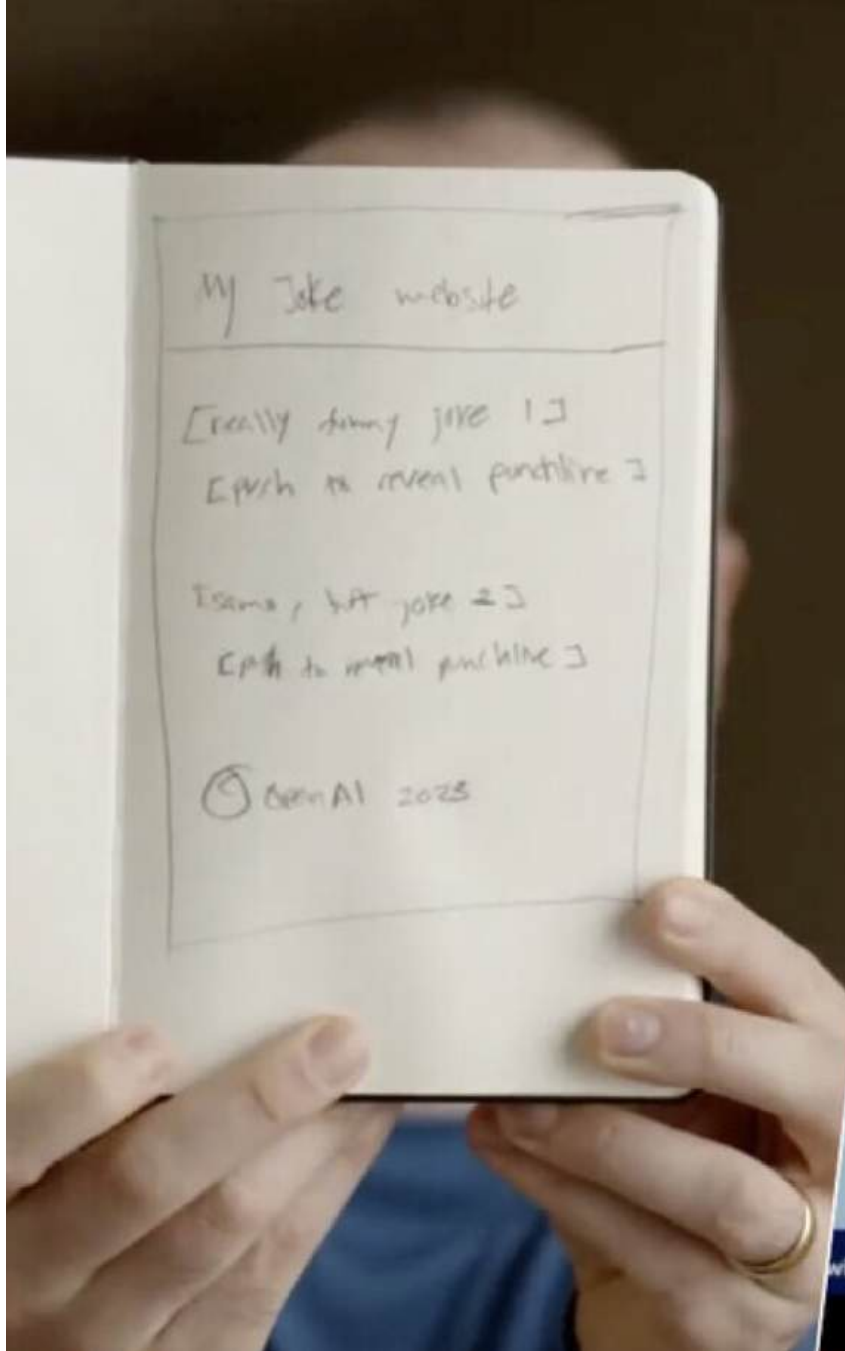 My Joke website
[really funny joke 1]
[push to reveal punchline]
[same, but joke 2]
[push to reveal punchline]
© OpenAI 2023